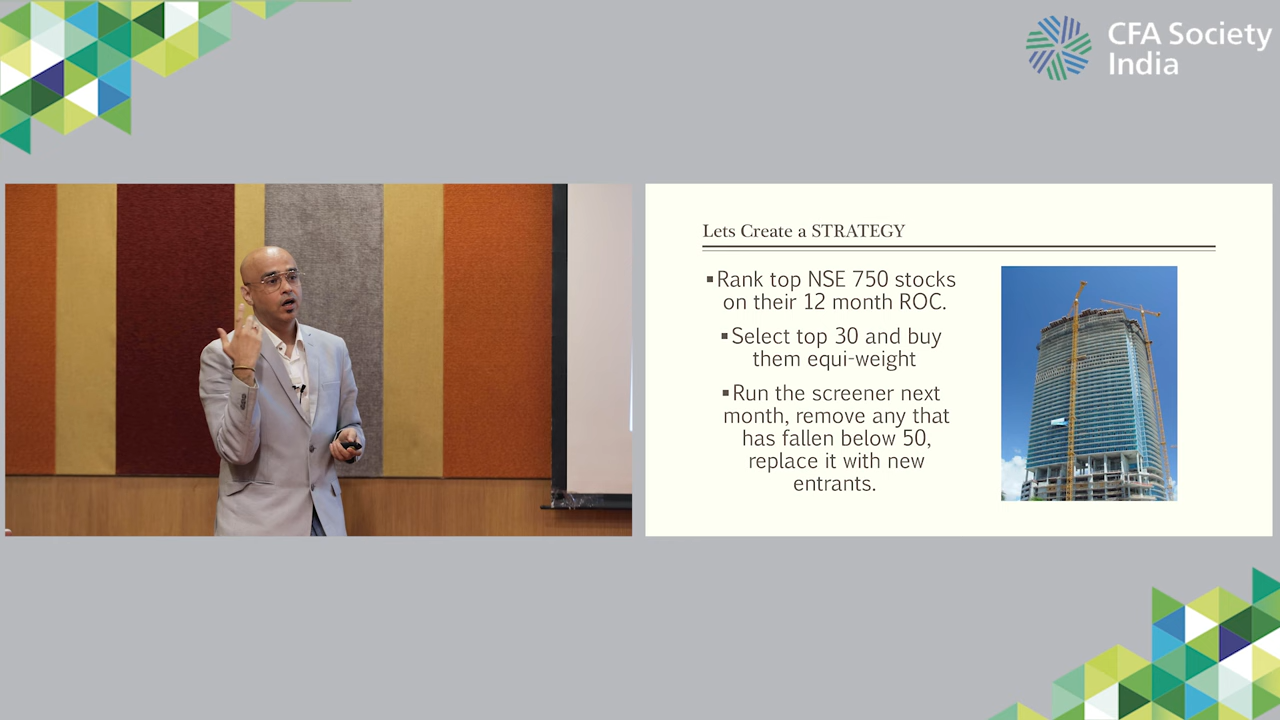 CFA Society
India
Lets Create a STRATEGY
▪Rank top NSE 750 stocks
on their 12 month ROC.
▪Select top 30 and buy
them equi-weight
▪Run the screener next
month, remove any that
has fallen below 50,
replace it with new
entrants.